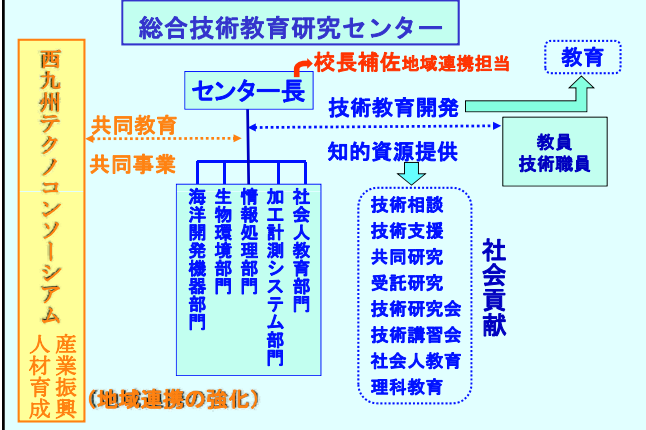 総合技術教育研究センター
西九州テクノコンソーシアム
産業振興
人材育成
校長補佐地域連携担当
センター長
教育
技術教育開発
共同教育
共同事業
知的資源提供
教員
技術職員
海洋開発機器部門
生物環境部門
情報処理部門
加工計測システム部門
社会人教育部門
技術相談
技術支援
共同研究
受託研究
技術研究会
技術講習会
社会人教育
理科教育
社会貢献
（地域連携の強化）